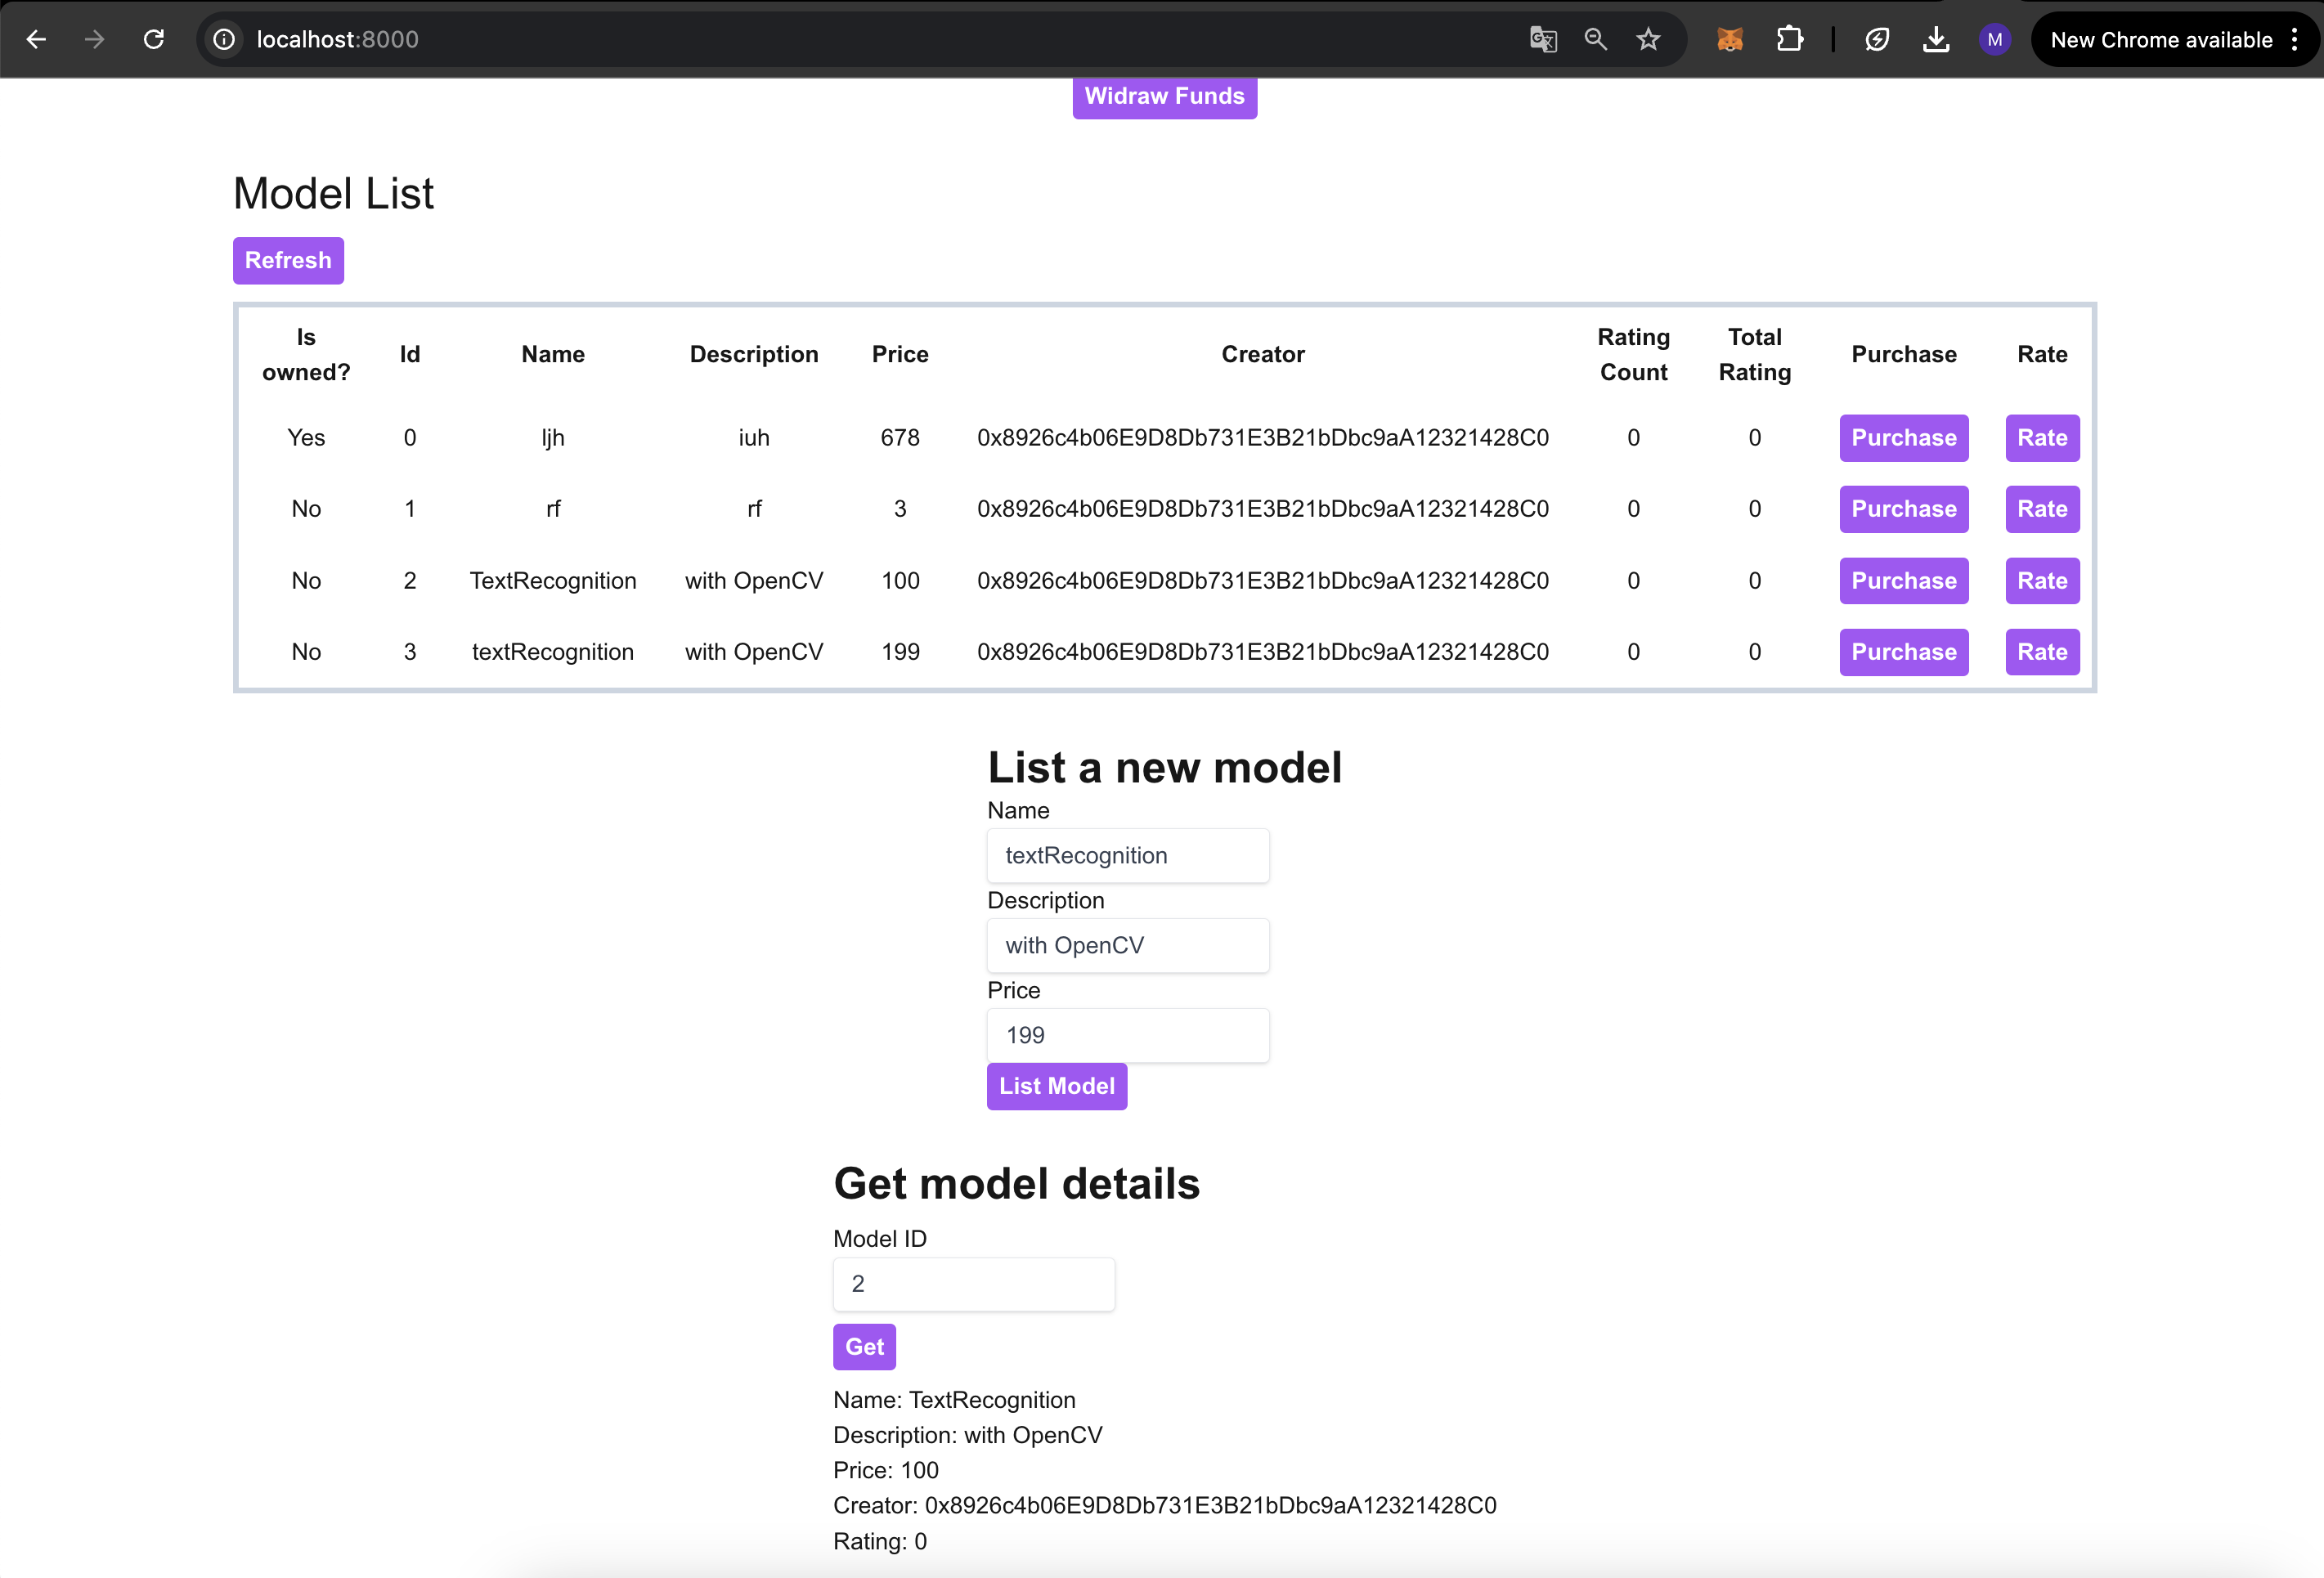 localhost:8000
M
New Chrome available
Widraw Funds
Model List
Refresh
Is owned? Id Name Description Price Creator Rating Count Total Rating Purchase Rate
Yes 0 ljh iuh 678 0x8926c4b06E9D8Db731E3B21bDbc9aA12321428C0 0 0 Purchase Rate
No 1 rf rf 3 0x8926c4b06E9D8Db731E3B21bDbc9aA12321428C0 0 0 Purchase Rate
No 2 TextRecognition with OpenCV 100 0x8926c4b06E9D8Db731E3B21bDbc9aA12321428C0 0 0 Purchase Rate
No 3 textRecognition with OpenCV 199 0x8926c4b06E9D8Db731E3B21bDbc9aA12321428C0 0 0 Purchase Rate
List a new model
Name
textRecognition
Description
with OpenCV
Price
199
List Model
Get model details
Model ID
2
Get
Name: TextRecognition
Description: with OpenCV
Price: 100
Creator: 0x8926c4b06E9D8Db731E3B21bDbc9aA12321428C0
Rating: 0